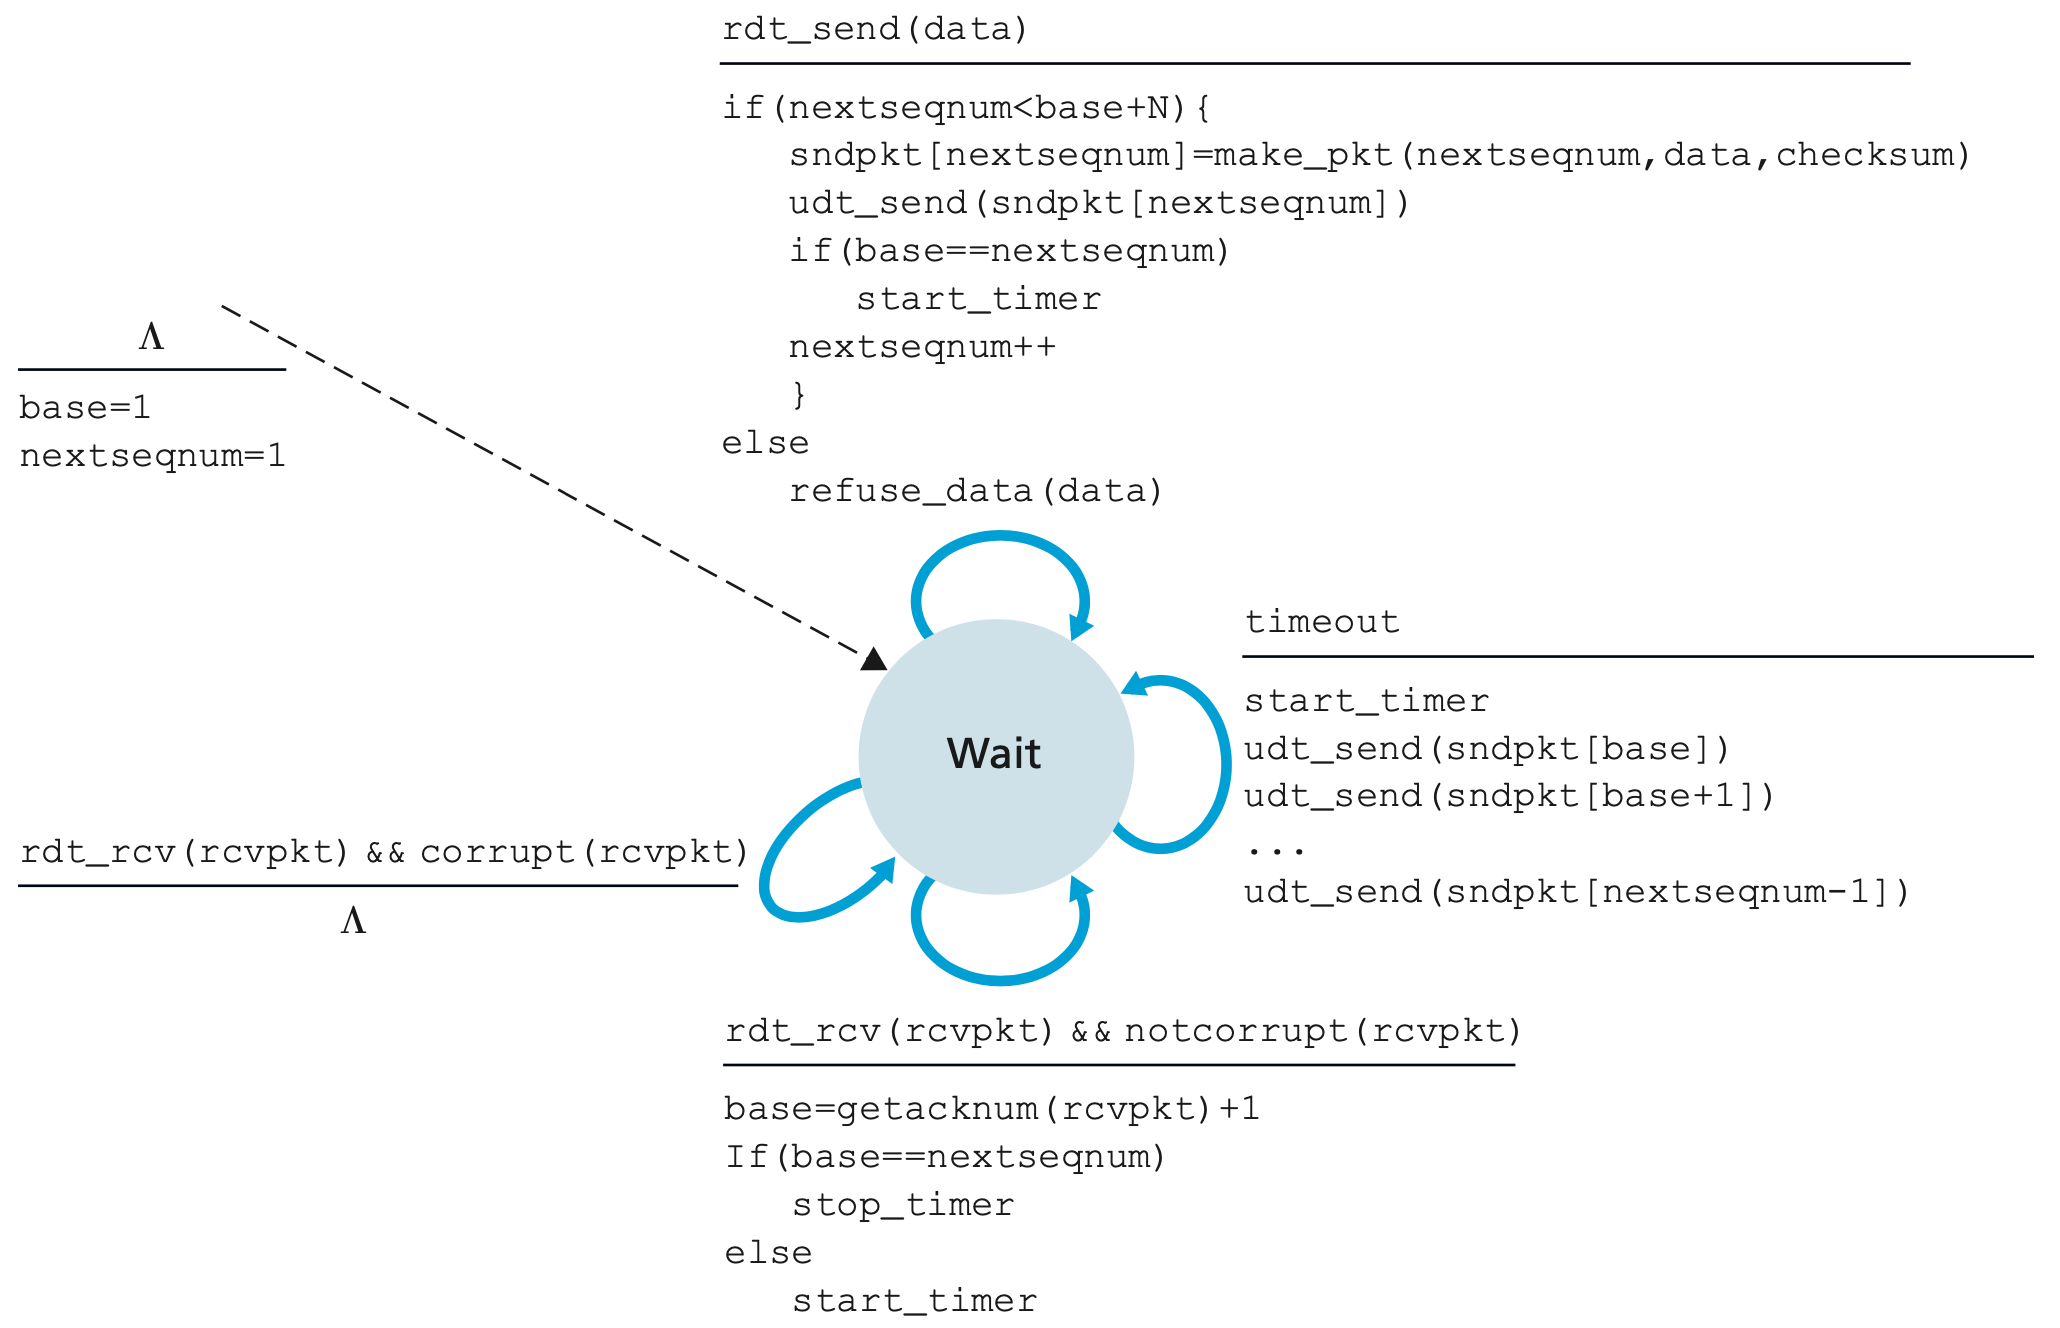 rdt_send(data)
if(nextseqnum<base+N){
sndpkt[nextseqnum]=make_pkt(nextseqnum,data,checksum)
udt_send(sndpkt[nextseqnum])
if(base==nextseqnum)
start_timer
nextseqnum++
}
else
refuse_data(data)
Λ
base=1
nextseqnum=1
Wait
timeout
start_timer
udt_send(sndpkt[base])
udt_send(sndpkt[base+1])
...
udt_send(sndpkt[nextseqnum-1])
rdt_rcv(rcvpkt) && corrupt(rcvpkt)
Λ
rdt_rcv(rcvpkt) && notcorrupt(rcvpkt)
base=getacknum(rcvpkt)+1
If(base==nextseqnum)
stop_timer
else
start_timer